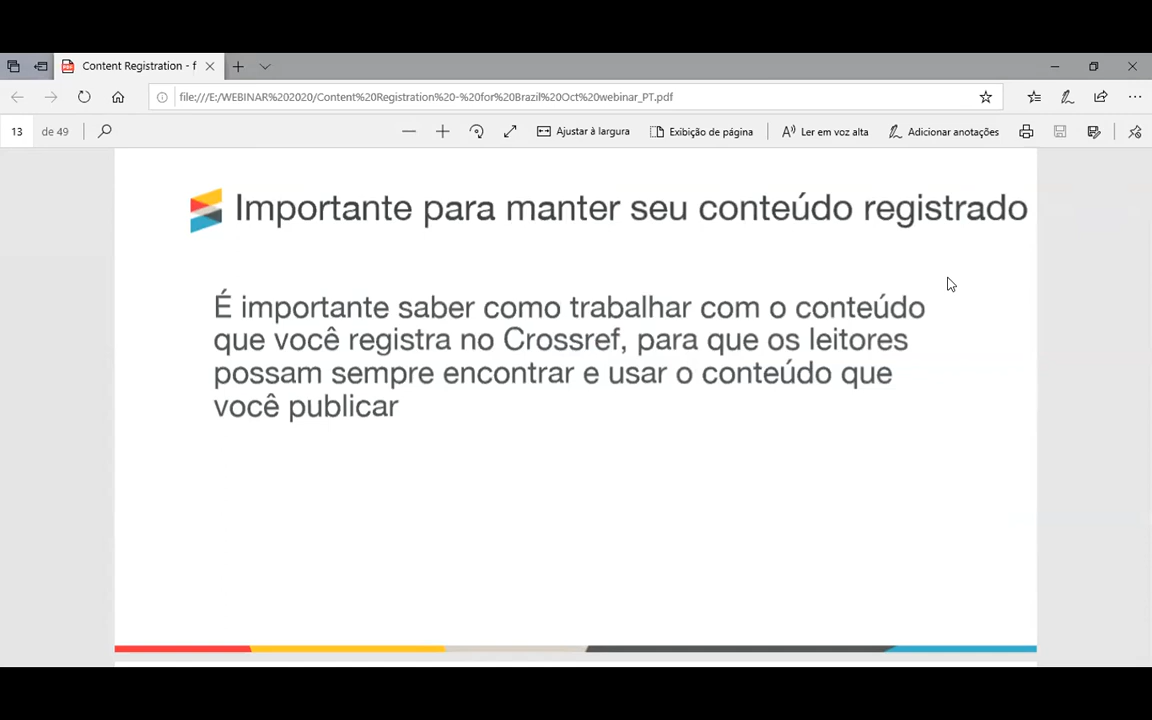 Content Registration - f
file:///E:/WEBINAR%202020/Content%20Registration%20-%20for%20Brazil%20Oct%20webinar_PT.pdf
13 de 49 Ajustar à largura Exibição de página Ler em voz alta Adicionar anotações
Importante para manter seu conteúdo registrado
É importante saber como trabalhar com o conteúdo
que você registra no Crossref, para que os leitores
possam sempre encontrar e usar o conteúdo que
você publicar